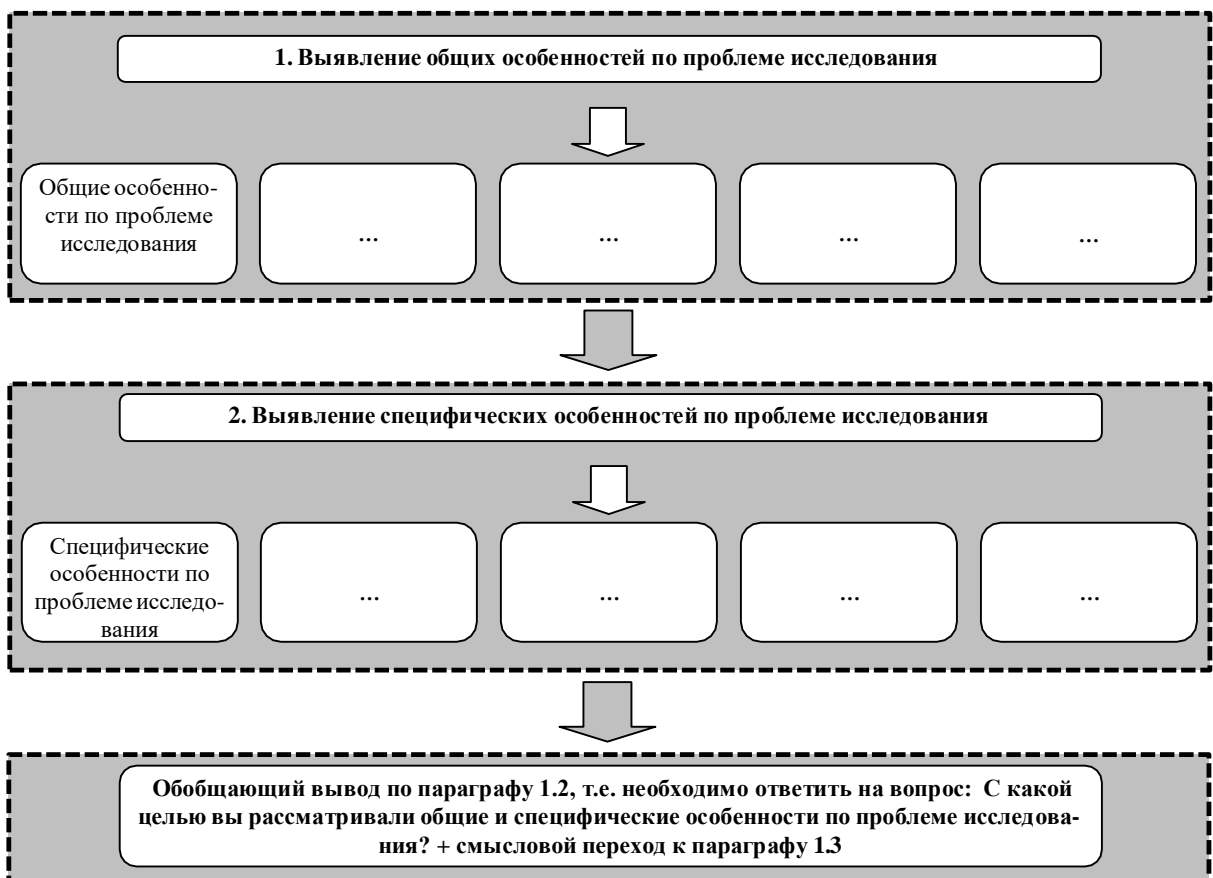 1. Выявление общих особенностей по проблеме исследования
Общие особенно-
сти по проблеме
исследования
...
...
...
...
2. Выявление специфических особенностей по проблеме исследования
Специфические
особенности по
проблеме исследо-
вания
...
...
...
...
Обобщающий вывод по параграфу 1.2, т.е. необходимо ответить на вопрос: С какой
целью вы рассматривали общие и специфические особенности по проблеме исследова-
ния? + смысловой переход к параграфу 1.3